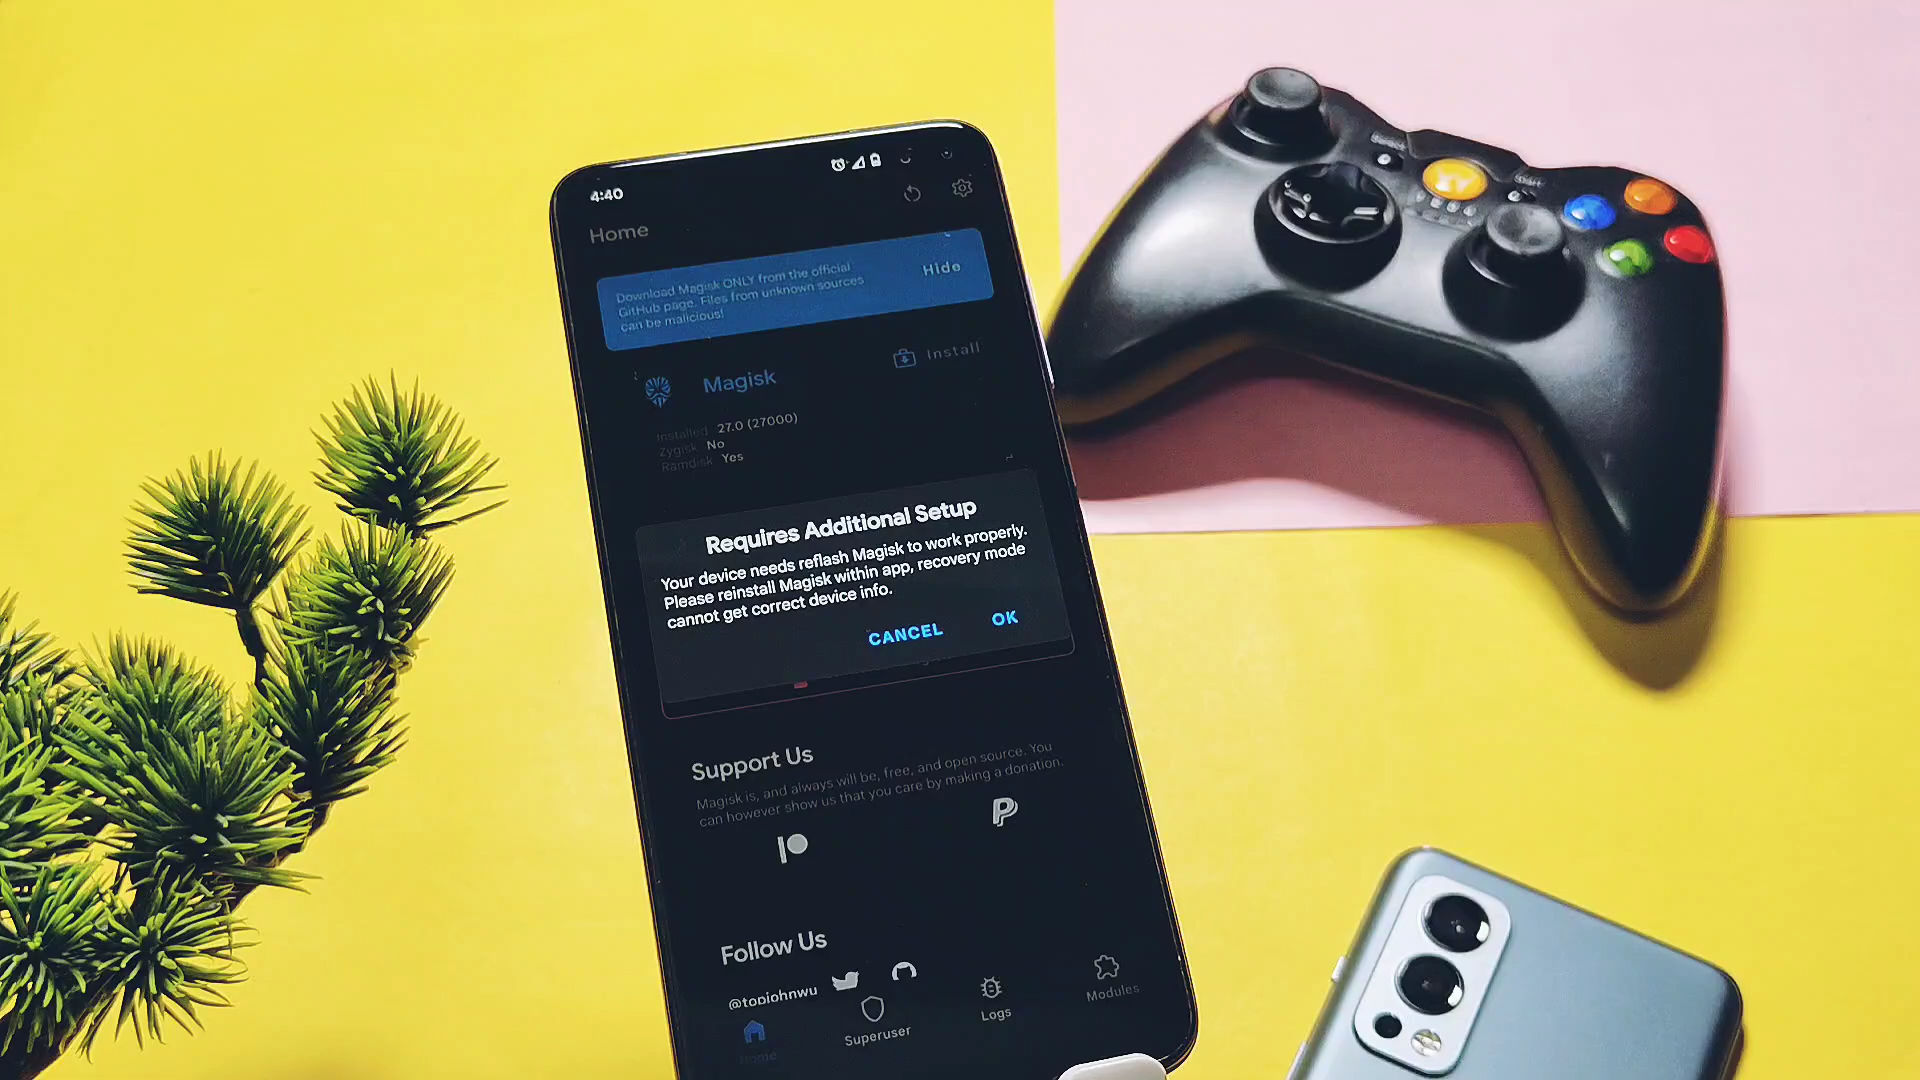 4:40
Home
Download Magisk ONLY from the official
GitHub page. Files from unknown sources
can be malicious!
Hide
Magisk
Install
Installed 27.0 (27000)
Zygisk No
Ramdisk Yes
Requires Additional Setup
Your device needs reflash Magisk to work properly.
Please reinstall Magisk within app, recovery mode
cannot get correct device info.
CANCEL
OK
Support Us
Magisk is, and always will be, free, and open source. You
can however show us that you care by making a donation.
Follow Us
@topjohnwu
Home
Superuser
Logs
Modules